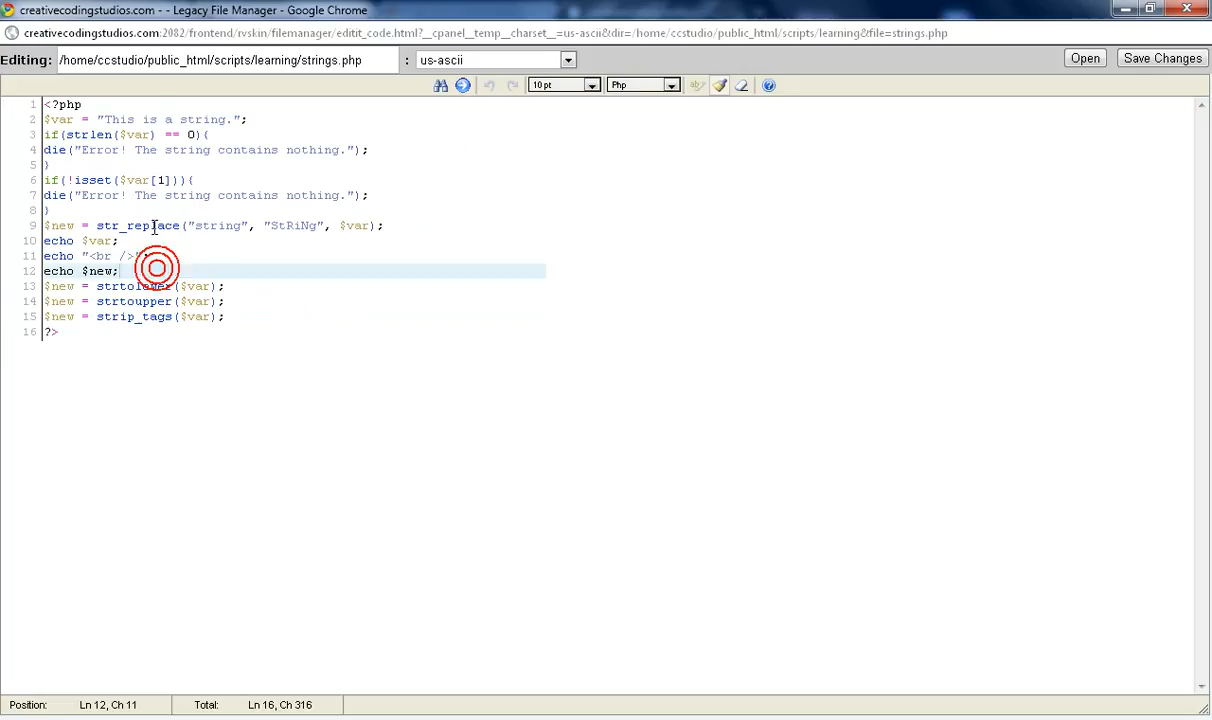 creativecodingstudios.com - - Legacy File Manager - Google Chrome
creativecodingstudios.com:2082/frontend/rvskin/filemanager/editit_code.html?__cpanel_temp__charset__=us-ascii&dir=/home/ccstudio/public_html/scripts/learning&file=strings.php
Editing: /home/ccstudio/public_html/scripts/learning/strings.php : us-ascii Open Save Changes
10 pt Php
1 <?php
2 $var = "This is a string.";
3 if(strlen($var) == 0){
4 die("Error! The string contains nothing.");
5 }
6 if(!isset($var[1])){
7 die("Error! The string contains nothing.");
8 }
9 $new = str_replace("string", "StRiNg", $var);
10 echo $var;
11 echo "<br />";
12 echo $new;
13 $new = strtolower($var);
14 $new = strtoupper($var);
15 $new = strip_tags($var);
16 ?>
Position: Ln 12, Ch 11 Total: Ln 16, Ch 316